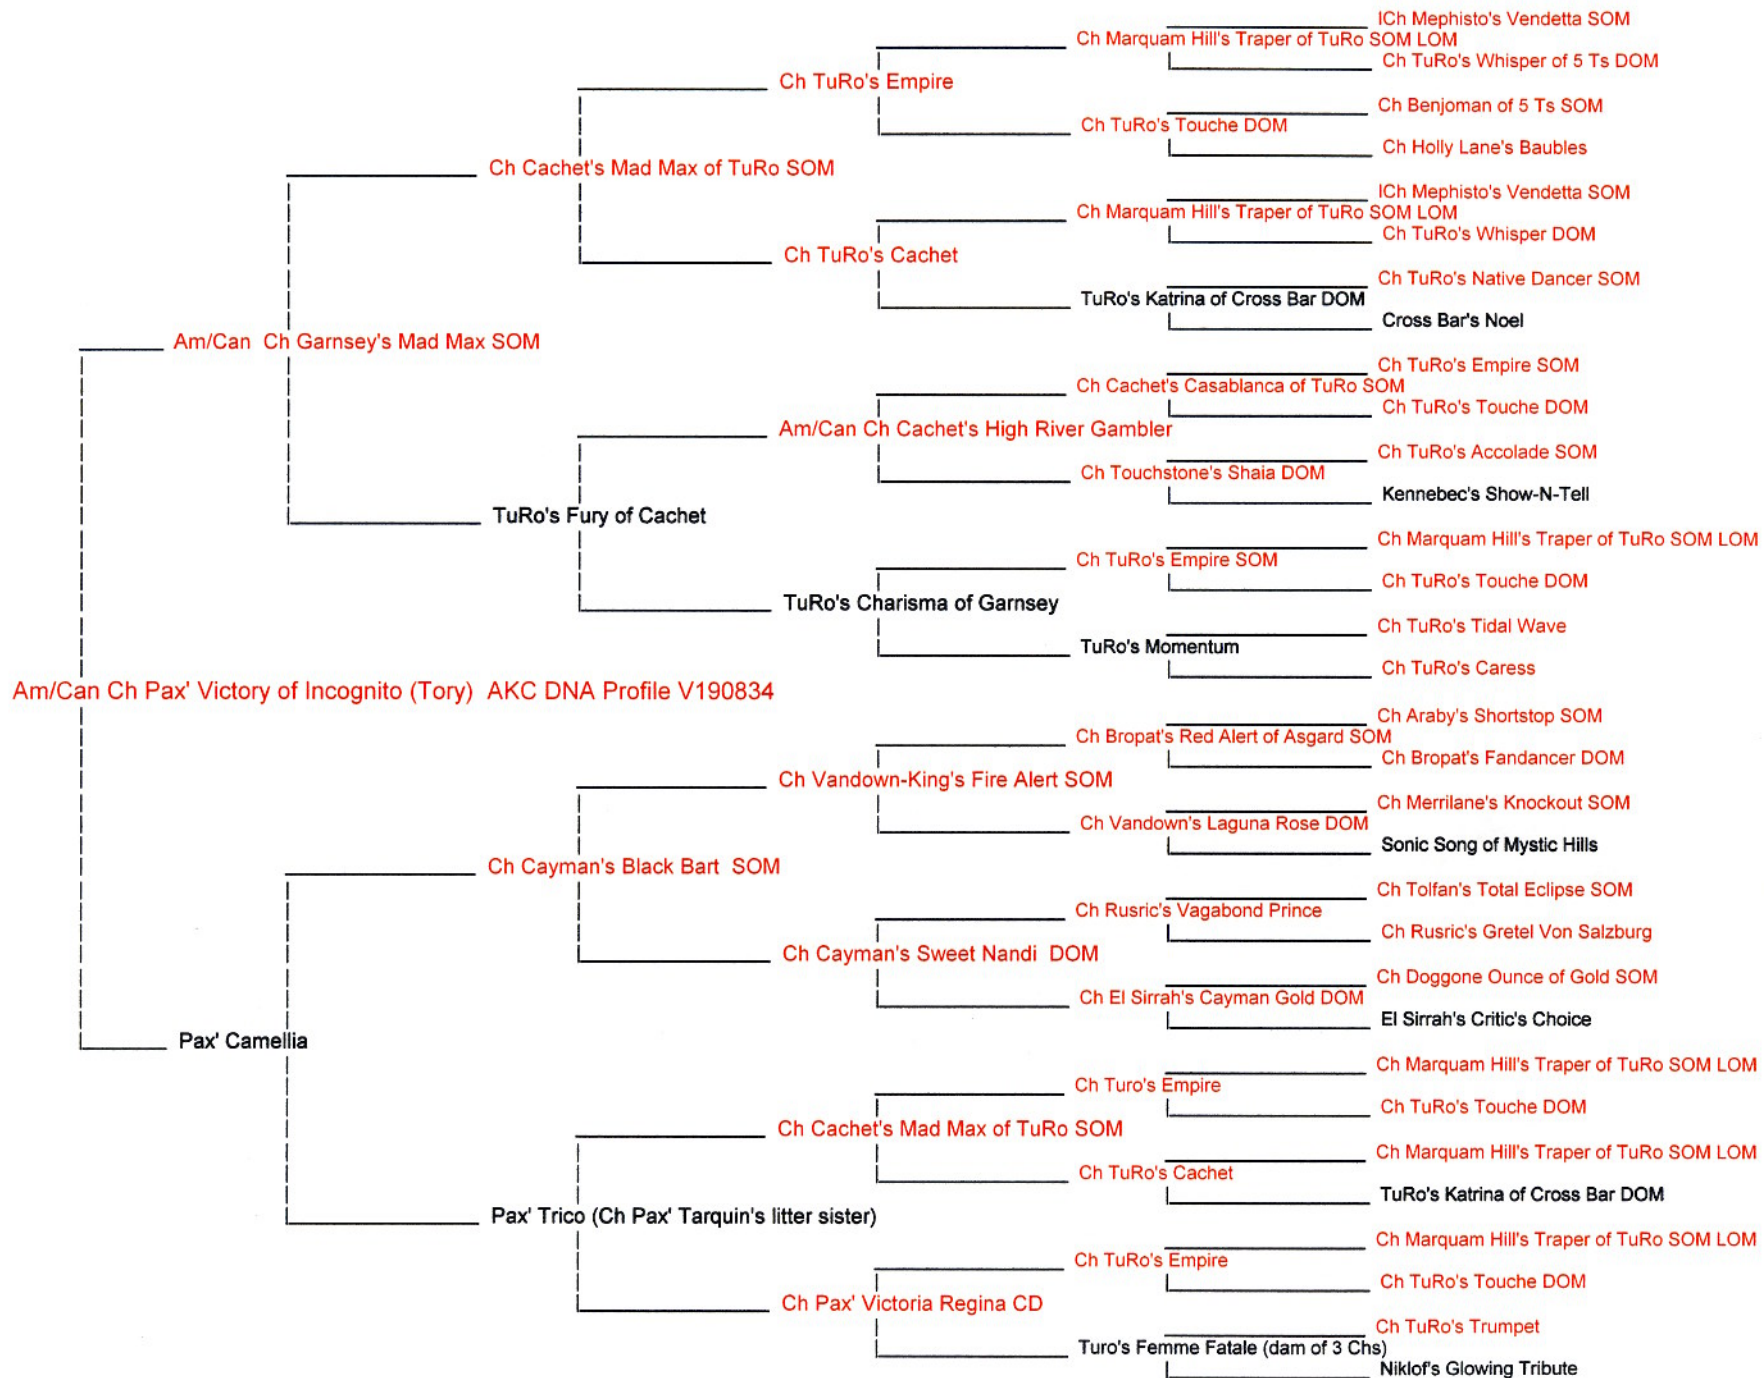 ICh Mephisto's Vendetta SOM
Ch Marquam Hill's Traper of TuRo SOM LOM
Ch TuRo's Whisper of 5 Ts DOM
Ch TuRo's Empire
Ch Benjoman of 5 Ts SOM
Ch TuRo's Touche DOM
Ch Holly Lane's Baubles
Ch Cachet's Mad Max of TuRo SOM
ICh Mephisto's Vendetta SOM
Ch Marquam Hill's Traper of TuRo SOM LOM
Ch TuRo's Whisper DOM
Ch TuRo's Cachet
Ch TuRo's Native Dancer SOM
TuRo's Katrina of Cross Bar DOM
Cross Bar's Noel
Am/Can Ch Garnsey's Mad Max SOM
Ch TuRo's Empire SOM
Ch Cachet's Casablanca of TuRo SOM
Ch TuRo's Touche DOM
Am/Can Ch Cachet's High River Gambler
Ch TuRo's Accolade SOM
Ch Touchstone's Shaia DOM
Kennebec's Show-N-Tell
TuRo's Fury of Cachet
Ch Marquam Hill's Traper of TuRo SOM LOM
Ch TuRo's Empire SOM
Ch TuRo's Touche DOM
TuRo's Charisma of Garnsey
Ch TuRo's Tidal Wave
TuRo's Momentum
Ch TuRo's Caress
Am/Can Ch Pax' Victory of Incognito (Tory) AKC DNA Profile V190834
Ch Araby's Shortstop SOM
Ch Bropat's Red Alert of Asgard SOM
Ch Bropat's Fandancer DOM
Ch Vandown-King's Fire Alert SOM
Ch Merrilane's Knockout SOM
Ch Vandown's Laguna Rose DOM
Sonic Song of Mystic Hills
Ch Cayman's Black Bart SOM
Ch Tolfan's Total Eclipse SOM
Ch Rusric's Vagabond Prince
Ch Rusric's Gretel Von Salzburg
Ch Cayman's Sweet Nandi DOM
Ch Doggone Ounce of Gold SOM
Ch El Sirrah's Cayman Gold DOM
El Sirrah's Critic's Choice
Pax' Camellia
Ch Marquam Hill's Traper of TuRo SOM LOM
Ch Turo's Empire
Ch TuRo's Touche DOM
Ch Cachet's Mad Max of TuRo SOM
Ch Marquam Hill's Traper of TuRo SOM LOM
Ch TuRo's Cachet
TuRo's Katrina of Cross Bar DOM
Pax' Trico (Ch Pax' Tarquin's litter sister)
Ch Marquam Hill's Traper of TuRo SOM LOM
Ch TuRo's Empire
Ch TuRo's Touche DOM
Ch Pax' Victoria Regina CD
Ch TuRo's Trumpet
Turo's Femme Fatale (dam of 3 Chs)
Niklof's Glowing Tribute